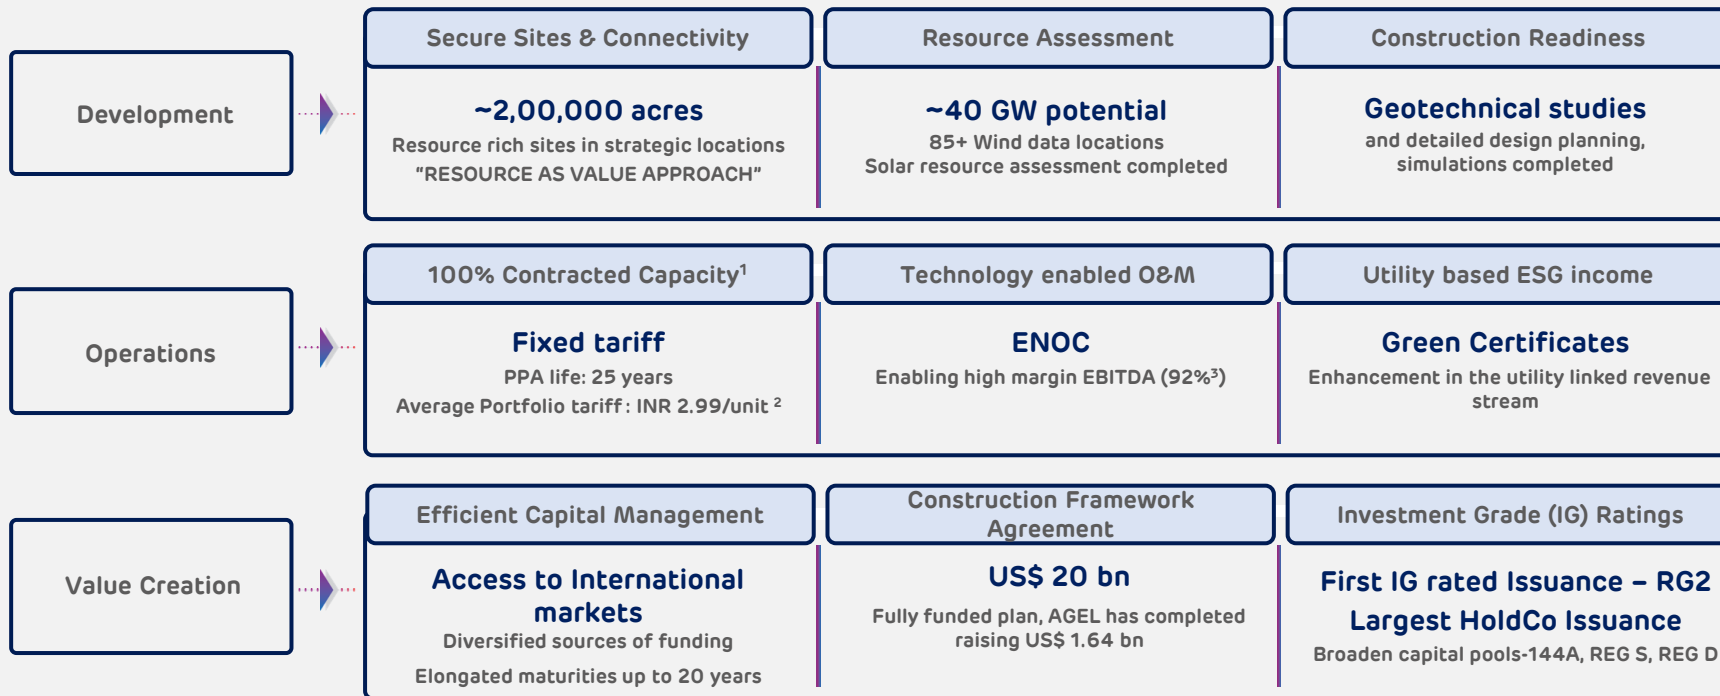 Development
Secure Sites & Connectivity
~2,00,000 acres
Resource rich sites in strategic locations
"RESOURCE AS VALUE APPROACH"
Resource Assessment
~40 GW potential
85+ Wind data locations
Solar resource assessment completed
Construction Readiness
Geotechnical studies
and detailed design planning,
simulations completed
Operations
100% Contracted Capacity¹
Fixed tariff
PPA life: 25 years
Average Portfolio tariff : INR 2.99/unit ²
Technology enabled O&M
ENOC
Enabling high margin EBITDA (92%³)
Utility based ESG income
Green Certificates
Enhancement in the utility linked revenue
stream
Value Creation
Efficient Capital Management
Access to International
markets
Diversified sources of funding
Elongated maturities up to 20 years
Construction Framework
Agreement
US$ 20 bn
Fully funded plan, AGEL has completed
raising US$ 1.64 bn
Investment Grade (IG) Ratings
First IG rated Issuance – RG2
Largest HoldCo Issuance
Broaden capital pools-144A, REG S, REG D